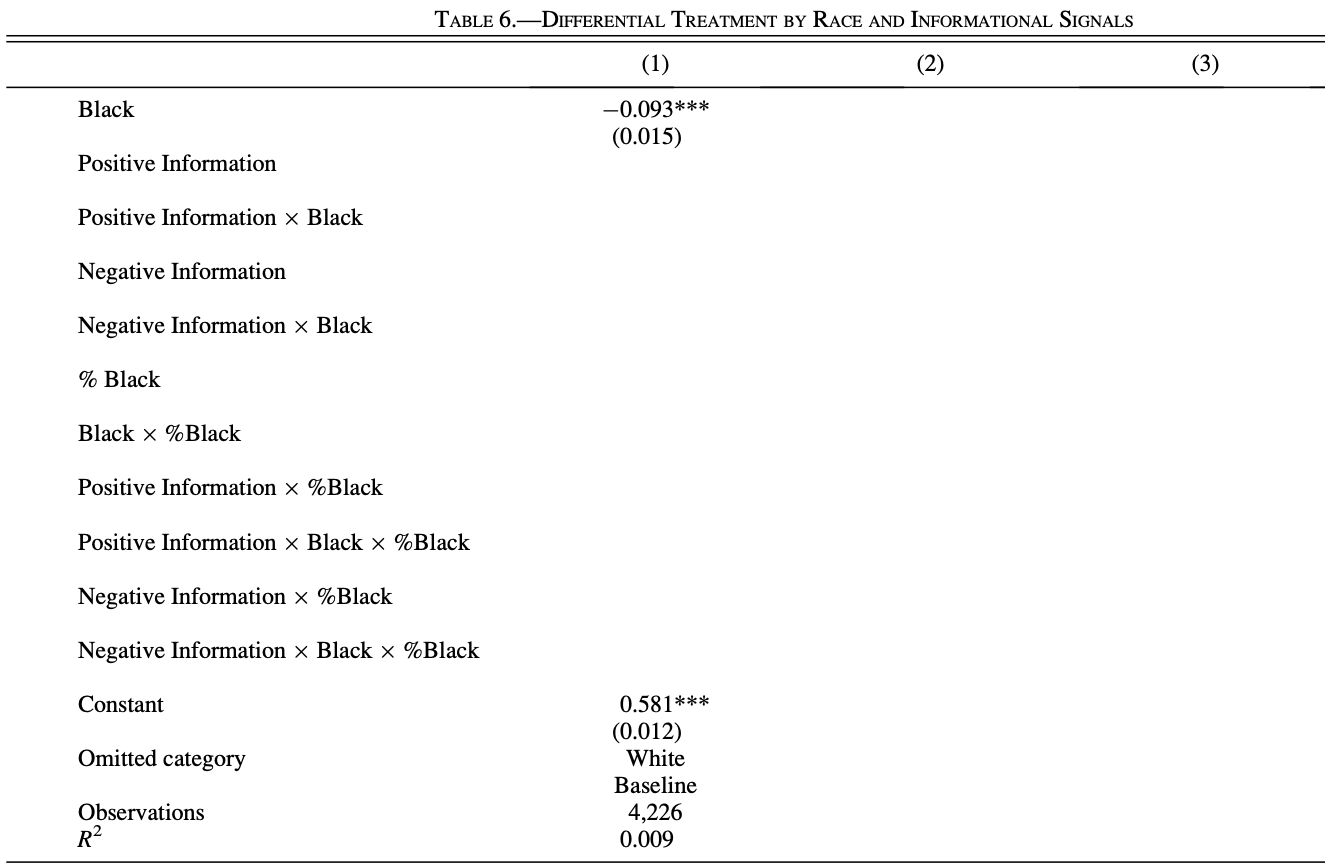 TABLE 6.—DIFFERENTIAL TREATMENT BY RACE AND INFORMATIONAL SIGNALS
(1) (2) (3)
Black −0.093***
(0.015)
Positive Information
Positive Information × Black
Negative Information
Negative Information × Black
% Black
Black × %Black
Positive Information × %Black
Positive Information × Black × %Black
Negative Information × %Black
Negative Information × Black × %Black
Constant 0.581***
(0.012)
Omitted category White
Baseline
Observations 4,226
R² 0.009